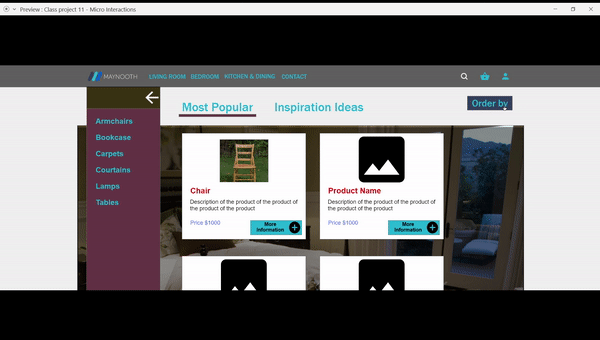 Preview : Class project 11 - Micro Interactions
MAYNOOTH
LIVING ROOM
BEDROOM
KITCHEN & DINING
CONTACT
Most Popular
Inspiration Ideas
Order by
Armchairs
Bookcase
Carpets
Courtains
Lamps
Tables
Chair
Description of the product of the product of
the product of the product
Price $1000
More
Information
Product Name
Description of the product of the product of
the product of the product
Price $1000
More
Information